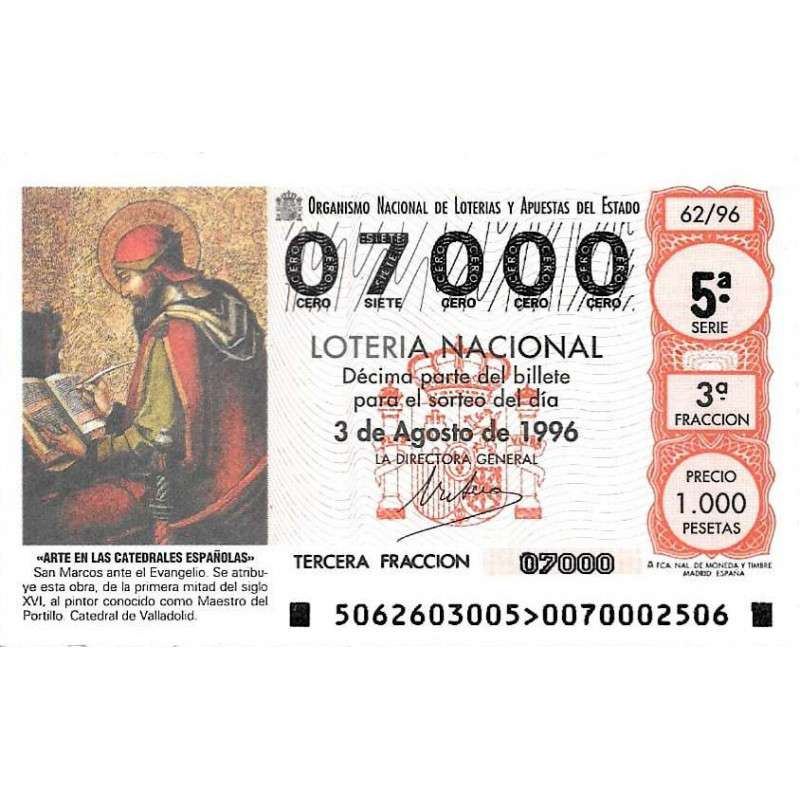 ORGANISMO NACIONAL DE LOTERIAS Y APUESTAS DEL ESTADO
62/96
07000
CERO SIETE CERO CERO CERO
5ª
SERIE
LOTERIA NACIONAL
Décima parte del billete
para el sorteo del día
3 de Agosto de 1996
LA DIRECTORA GENERAL
3ª
FRACCION
PRECIO
1.000
PESETAS
TERCERA FRACCION 07000
FCA. NAL. DE MONEDA Y TIMBRE
MADRID ESPAÑA
«ARTE EN LAS CATEDRALES ESPAÑOLAS»
San Marcos ante el Evangelio. Se atribu-
ye esta obra, de la primera mitad del siglo
XVI, al pintor conocido como Maestro del
Portillo. Catedral de Valladolid.
5062603005>0070002506